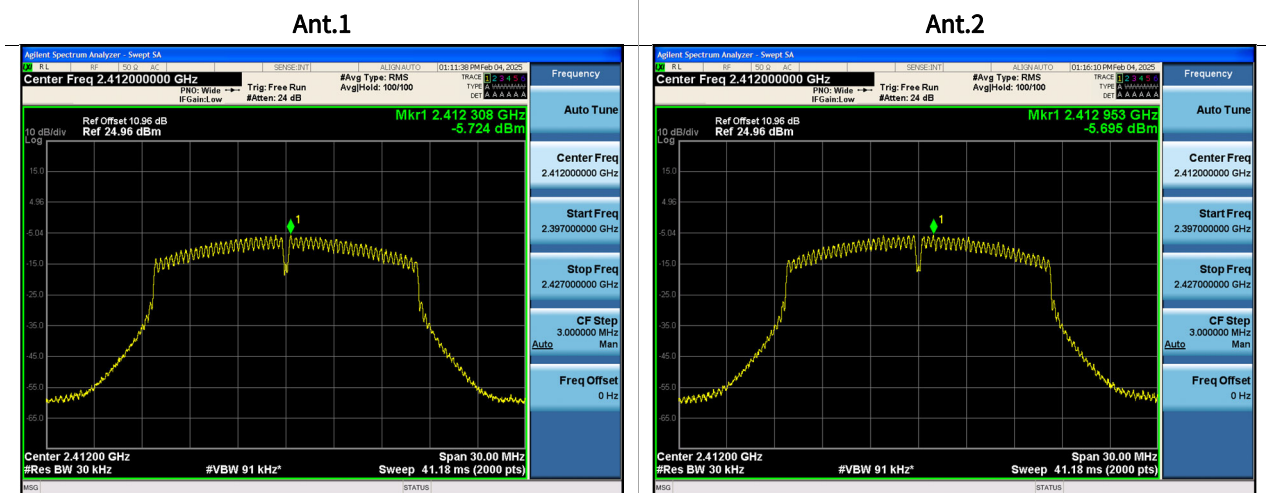 Ant.1
Agilent Spectrum Analyzer - Swept SA
LXI RL RF 50 Ω AC SENSE:INT ALIGN AUTO 01:11:38 PM Feb 04, 2025
Center Freq 2.412000000 GHz
PNO: Wide
IFGain:Low
Trig: Free Run
#Atten: 24 dB
#Avg Type: RMS
Avg|Hold: 100/100
TRACE 1 2 3 4 5 6
TYPE A WWWWW
DET A A A A A A
Mkr1 2.412 308 GHz
-5.724 dBm
Ref Offset 10.96 dB
Ref 24.96 dBm
10 dB/div
Log
15.0
4.96
-5.04
-15.0
-25.0
-35.0
-45.0
-55.0
-65.0
1
Center 2.41200 GHz
Span 30.00 MHz
#Res BW 30 kHz
#VBW 91 kHz*
Sweep 41.18 ms (2000 pts)
MSG
STATUS
Frequency
Auto Tune
Center Freq
2.412000000 GHz
Start Freq
2.397000000 GHz
Stop Freq
2.427000000 GHz
CF Step
3.000000 MHz
Auto Man
Freq Offset
0 Hz
Ant.2
Agilent Spectrum Analyzer - Swept SA
LXI RL RF 50 Ω AC SENSE:INT ALIGN AUTO 01:16:10 PM Feb 04, 2025
Center Freq 2.412000000 GHz
PNO: Wide
IFGain:Low
Trig: Free Run
#Atten: 24 dB
#Avg Type: RMS
Avg|Hold: 100/100
TRACE 1 2 3 4 5 6
TYPE A WWWWW
DET A A A A A A
Mkr1 2.412 953 GHz
-5.695 dBm
Ref Offset 10.96 dB
Ref 24.96 dBm
10 dB/div
Log
15.0
4.96
-5.04
-15.0
-25.0
-35.0
-45.0
-55.0
-65.0
1
Center 2.41200 GHz
Span 30.00 MHz
#Res BW 30 kHz
#VBW 91 kHz*
Sweep 41.18 ms (2000 pts)
MSG
STATUS
Frequency
Auto Tune
Center Freq
2.412000000 GHz
Start Freq
2.397000000 GHz
Stop Freq
2.427000000 GHz
CF Step
3.000000 MHz
Auto Man
Freq Offset
0 Hz